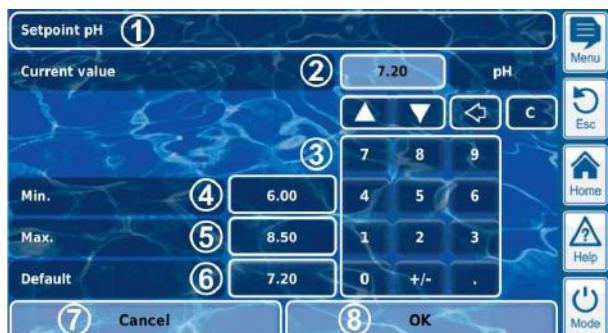 Setpoint pH ①
Current value ② 7.20 pH
C
③ 7 8 9
Min. ④ 6.00 4 5 6
Max. ⑤ 8.50 1 2 3
Default ⑥ 7.20 0 +/- .
⑦ Cancel ⑧ OK
Menu
Esc
Home
?
Help
Mode